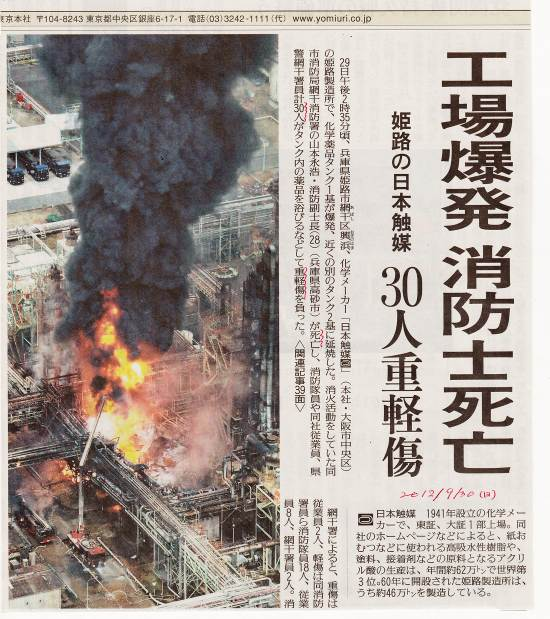 東京本社 〒104-8243 東京都中央区銀座6-17-1 電話(03)3242-1111(代) www.yomiuri.co.jp
工場爆発 消防士死亡
姫路の日本触媒
30人重軽傷
29日午後2時35分頃、兵庫県姫路市網干区興浜、化学メーカー「日本触媒」(本社・大阪市中央区)
の姫路製造所で、化学薬品タンク1基が爆発、近くの別のタンク2基に延焼した。消火活動をしていた同
市消防局網干消防署の山本永浩・消防副士長(28)(兵庫県高砂市)が死亡し、消防隊員や同社従業員、県
警網干署員計30人がタンク内の薬品を浴びるなどして重軽傷を負った。〈関連記事39面〉
網干署によると、重傷は
従業員2人、軽傷は同消防
署員ら消防隊員18人、従業
員8人、網干署員2人。消
2012/9/30(日)
日本触媒 1941年設立の化学メー
カーで、東証、大証1部上場。同
社のホームページなどによると、紙お
むつなどに使われる高吸水性樹脂や、
塗料、接着剤などの原料となるアクリ
ル酸の生産は、年間約62万トンで世界第
3位。60年に開設された姫路製造所は、
うち約46万トンを製造している。